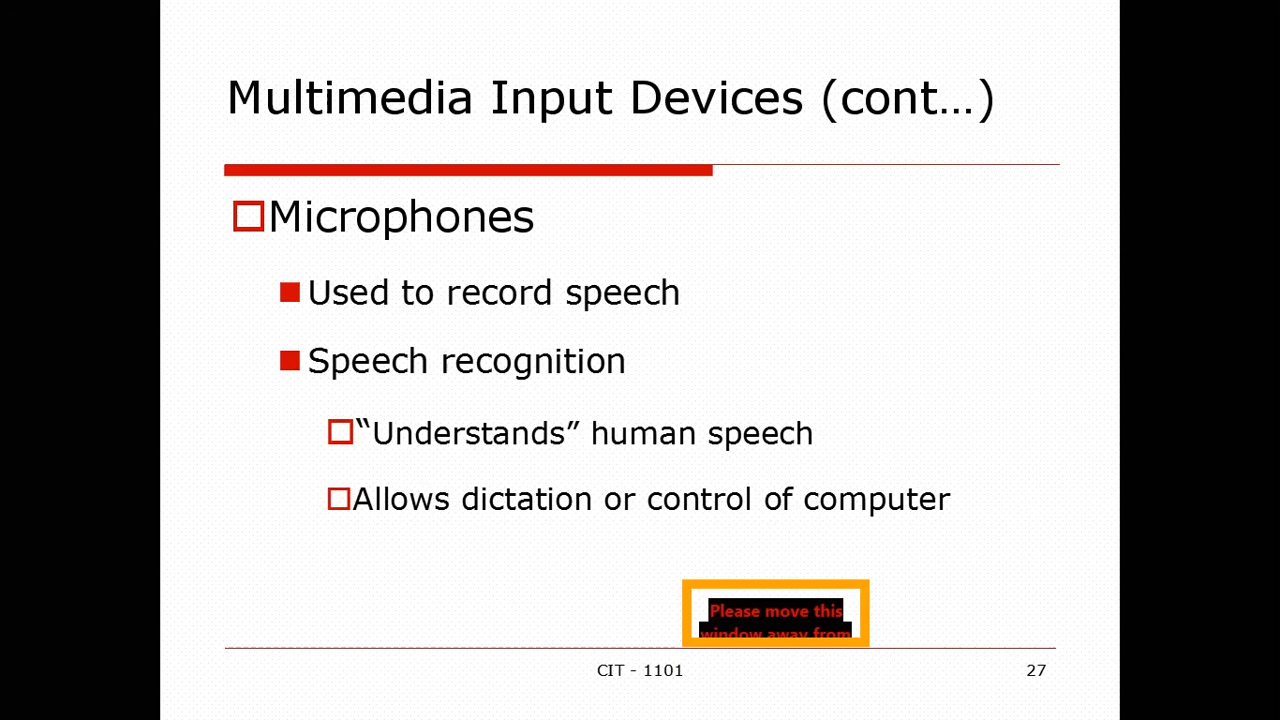 Multimedia Input Devices (cont…)
Microphones
Used to record speech
Speech recognition
“Understands” human speech
Allows dictation or control of computer
Please move this
window away from
CIT - 1101
27